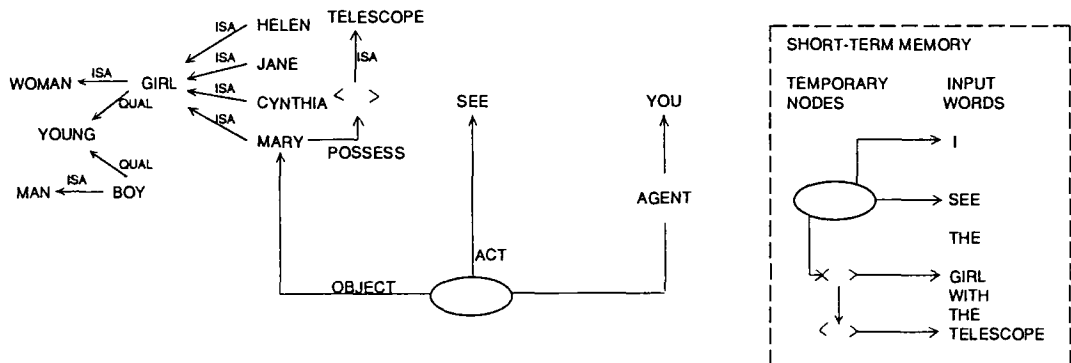 HELEN TELESCOPE
ISA
ISA JANE ISA
WOMAN ISA GIRL
ISA CYNTHIA < >
QUAL ISA
YOUNG MARY POSSESS
QUAL
MAN ISA BOY
SEE YOU
AGENT
ACT
OBJECT
SHORT-TERM MEMORY
TEMPORARY NODES
INPUT WORDS
I
SEE
THE
< > GIRL
WITH
THE
< > TELESCOPE